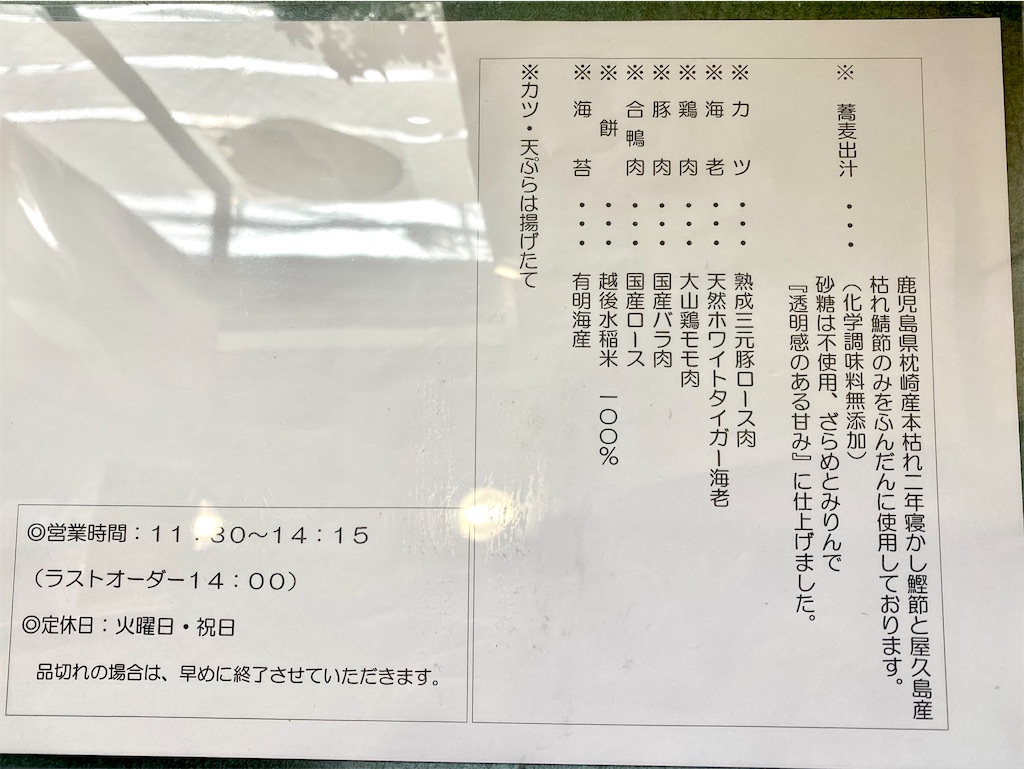 ※　蕎麦出汁　・・・　鹿児島県枕崎産本枯れ二年寝かし鰹節と屋久島産
枯れ鯖節のみをふんだんに使用しております。
（化学調味料無添加）
砂糖は不使用、ざらめとみりんで
『透明感のある甘み』に仕上げました。
※　カツ　・・・　熟成三元豚ロース肉
※　海老　・・・　天然ホワイトタイガー海老
※　鶏肉　・・・　大山鶏モモ肉
※　豚肉　・・・　国産バラ肉
※　合鴨肉　・・・　国産ロース
※　餅　・・・　越後水稲米　一〇〇％
※　海苔　・・・　有明海産
※カツ・天ぷらは揚げたて
◎営業時間：１１：３０～１４：１５
（ラストオーダー１４：００）
◎定休日：火曜日・祝日
品切れの場合は、早めに終了させていただきます。